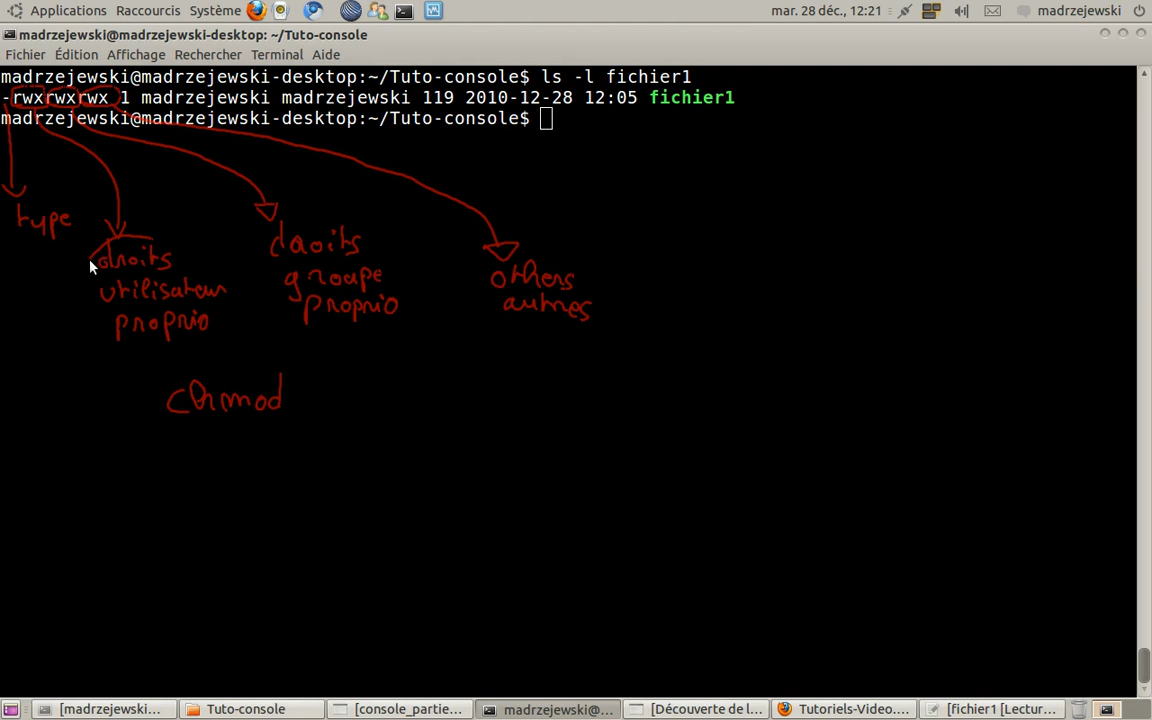 Applications Raccourcis Système mar. 28 déc., 12:21 madrzejewski
madrzejewski@madrzejewski-desktop: ~/Tuto-console
Fichier Édition Affichage Rechercher Terminal Aide
madrzejewski@madrzejewski-desktop:~/Tuto-console$ ls -l fichier1
-rwxrwxrwx 1 madrzejewski madrzejewski 119 2010-12-28 12:05 fichier1
madrzejewski@madrzejewski-desktop:~/Tuto-console$
type
droits
utilisateur
proprio
droits
groupe
proprio
others
autres
chmod
[madrzejewski... Tuto-console [console_partie... madrzejewski@... [Découverte de l... Tutoriels-Video.... [fichier1 [Lectur...